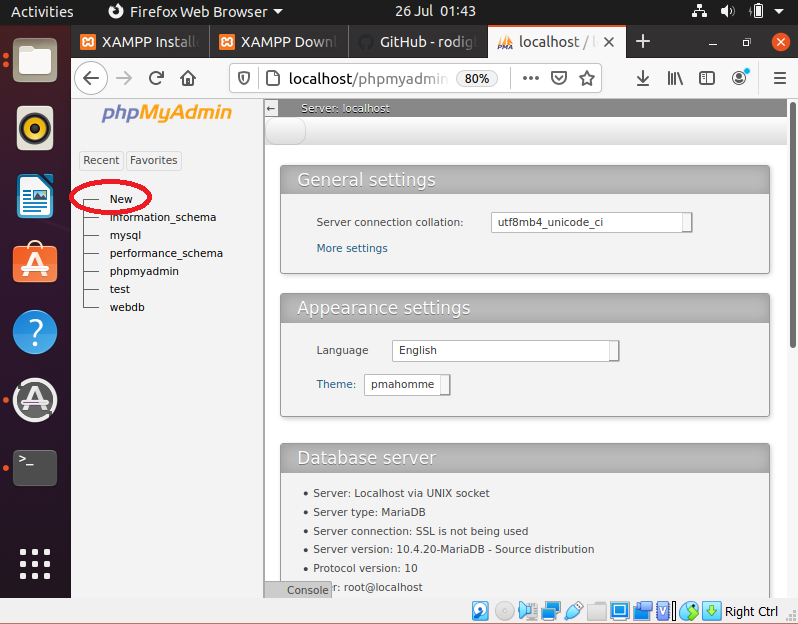 Activities Firefox Web Browser 26 Jul 01:43
XAMPP Install XAMPP Down GitHub - rodig localhost / l
localhost/phpmyadmin 80%
phpMyAdmin
Server: localhost
Recent Favorites
New
information_schema
mysql
performance_schema
phpmyadmin
test
webdb
General settings
Server connection collation: utf8mb4_unicode_ci
More settings
Appearance settings
Language English
Theme: pmahomme
Database server
Server: Localhost via UNIX socket
Server type: MariaDB
Server connection: SSL is not being used
Server version: 10.4.20-MariaDB - Source distribution
Protocol version: 10
root@localhost
Console
Right Ctrl